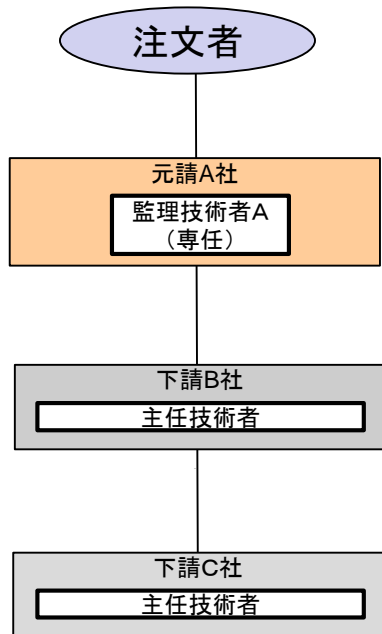 注文者
元請A社
監理技術者A
（専任）
下請B社
主任技術者
下請C社
主任技術者